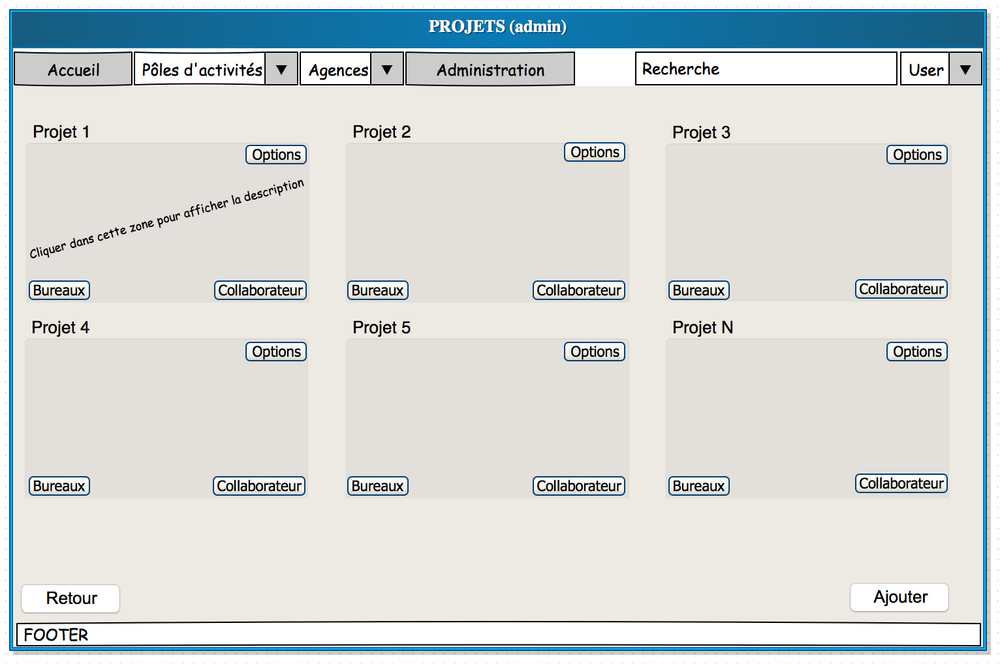 PROJETS (admin)
Accueil Pôles d'activités Agences Administration Recherche User
Projet 1 Projet 2 Projet 3
Options Options Options
Cliquer dans cette zone pour afficher la description
Bureaux Collaborateur Bureaux Collaborateur Bureaux Collaborateur
Projet 4 Projet 5 Projet N
Options Options Options
Bureaux Collaborateur Bureaux Collaborateur Bureaux Collaborateur
Retour Ajouter
FOOTER